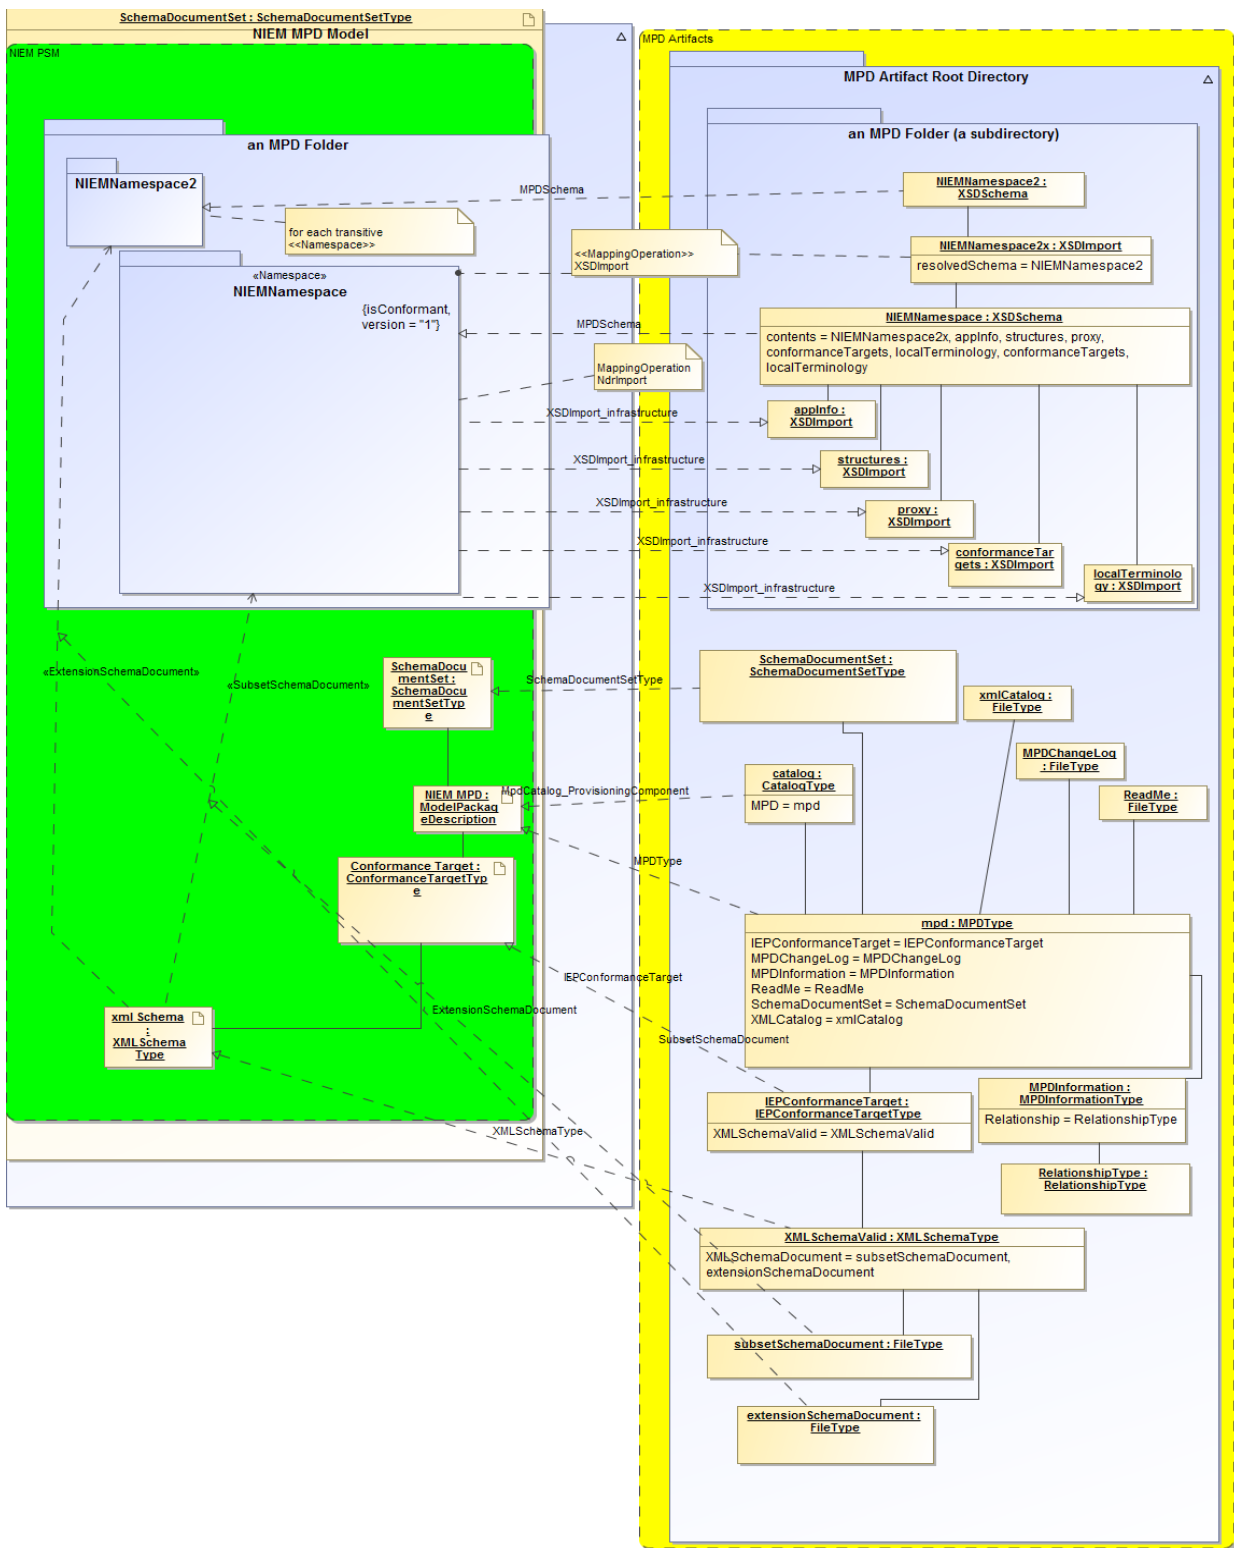 SchemaDocumentSet : SchemaDocumentSetType
NIEM MPD Model
NIEM PSM
an MPD Folder
NIEMNamespace2
for each transitive
<<Namespace>>
«Namespace»
NIEMNamespace
{isConformant,
version = "1"}
MPDSchema
<<MappingOperation>>
XSDImport
MPDSchema
MappingOperation
NdrImport
XSDImport_infrastructure
XSDImport_infrastructure
XSDImport_infrastructure
XSDImport_infrastructure
XSDImport_infrastructure
«ExtensionSchemaDocument»
«SubsetSchemaDocument»
SchemaDocu
mentSet :
SchemaDocu
mentSetTyp
e
SchemaDocumentSetType
NIEM MPD :
ModelPackag
eDescription
MpdCatalog_ProvisioningComponent
MPDType
Conformance Target :
ConformanceTargetTyp
e
IEPConformanceTarget
ExtensionSchemaDocument
SubsetSchemaDocument
xml Schema
:
XMLSchema
Type
XMLSchemaType
MPD Artifacts
MPD Artifact Root Directory
an MPD Folder (a subdirectory)
NIEMNamespace2 :
XSDSchema
NIEMNamespace2x : XSDImport
resolvedSchema = NIEMNamespace2
NIEMNamespace : XSDSchema
contents = NIEMNamespace2x, appInfo, structures, proxy,
conformanceTargets, localTerminology, conformanceTargets,
localTerminology
appInfo :
XSDImport
structures :
XSDImport
proxy :
XSDImport
conformanceTar
gets : XSDImport
localTerminolo
gy : XSDImport
SchemaDocumentSet :
SchemaDocumentSetType
xmlCatalog :
FileType
MPDChangeLog
: FileType
catalog :
CatalogType
MPD = mpd
ReadMe :
FileType
mpd : MPDType
IEPConformanceTarget = IEPConformanceTarget
MPDChangeLog = MPDChangeLog
MPDInformation = MPDInformation
ReadMe = ReadMe
SchemaDocumentSet = SchemaDocumentSet
XMLCatalog = xmlCatalog
IEPConformanceTarget :
IEPConformanceTargetType
XMLSchemaValid = XMLSchemaValid
MPDInformation :
MPDInformationType
Relationship = RelationshipType
RelationshipType :
RelationshipType
XMLSchemaValid : XMLSchemaType
XMLSchemaDocument = subsetSchemaDocument,
extensionSchemaDocument
subsetSchemaDocument : FileType
extensionSchemaDocument :
FileType